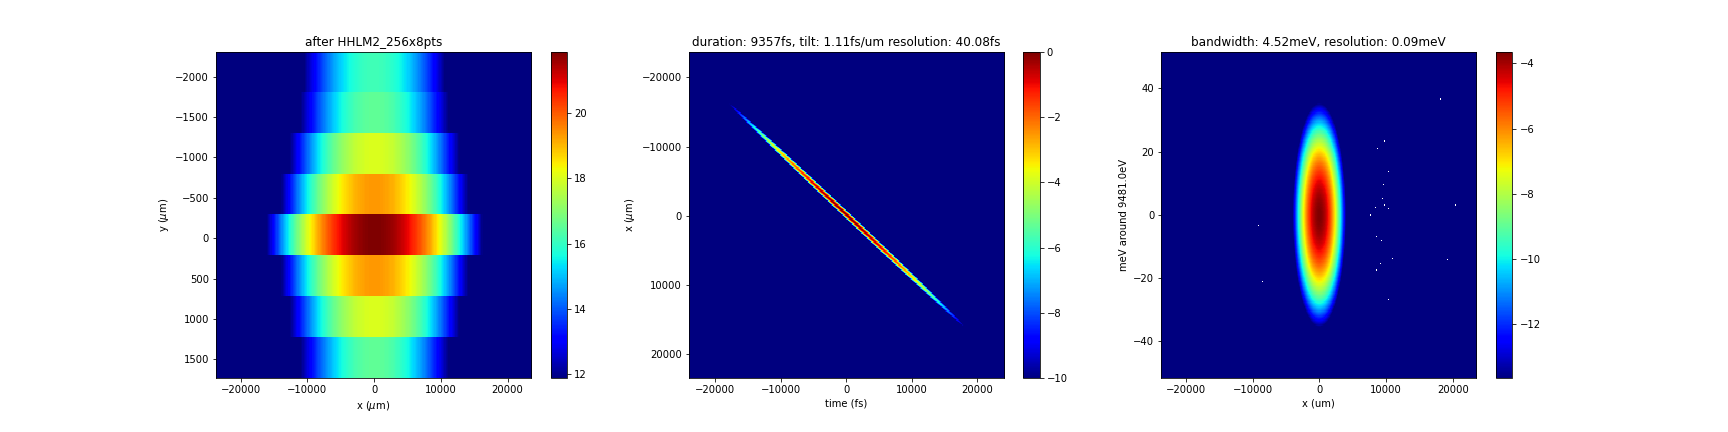 after HHLM2_256x8pts
−2000
−1500
−1000
−500
0
500
1000
1500
y (μm)
−20000 −10000 0 10000 20000
x (μm)
20
18
16
14
12
duration: 9357fs, tilt: 1.11fs/um resolution: 40.08fs
−20000
−10000
0
10000
20000
x (μm)
−20000 −10000 0 10000 20000
time (fs)
0
−2
−4
−6
−8
−10
bandwidth: 4.52meV, resolution: 0.09meV
40
20
0
−20
−40
meV around 9481.0eV
−20000 −10000 0 10000 20000
x (um)
−4
−6
−8
−10
−12